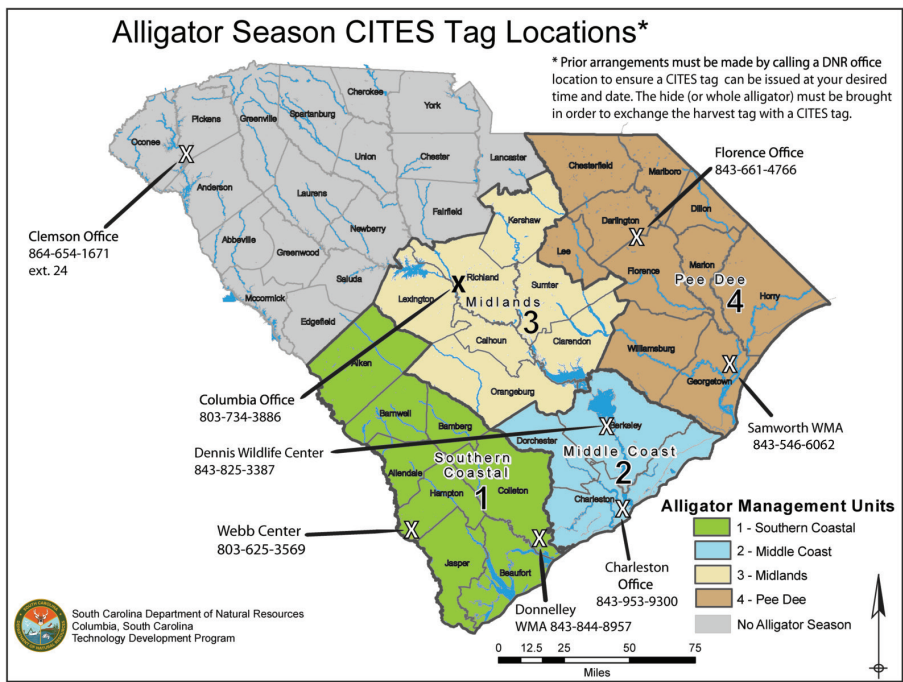 Alligator Season CITES Tag Locations*
* Prior arrangements must be made by calling a DNR office
location to ensure a CITES tag can be issued at your desired
time and date. The hide (or whole alligator) must be brought
in order to exchange the harvest tag with a CITES tag.
Cherokee
York
Spartanburg
Greenville
Pickens
Oconee
X
Union
Chester
Lancaster
Chesterfield
Marlboro
Florence Office
843-661-4766
Anderson
Laurens
Fairfield
Kershaw
Darlington
Dillon
X
Clemson Office
864-654-1671
ext. 24
Abbeville
Greenwood
Newberry
Lee
Saluda
Mccormick
Edgefield
Richland
X
Lexington
Midlands
3
Sumter
Florence
Marion
Pee Dee
4
Horry
Calhoun
Clarendon
Williamsburg
Georgetown
X
Aiken
Orangeburg
Columbia Office
803-734-3886
Samworth WMA
843-546-6062
Barnwell
Bamberg
Dorchester
Berkeley
X
Dennis Wildlife Center
843-825-3387
Southern
Coastal
1
Middle Coast
2
Allendale
Hampton
Colleton
Charleston
X
Webb Center
803-625-3569
X
X
Jasper
Beaufort
Charleston
Office
843-953-9300
Donnelley
WMA 843-844-8957
Alligator Management Units
1 - Southern Coastal
2 - Middle Coast
3 - Midlands
4 - Pee Dee
No Alligator Season
South Carolina Department of Natural Resources
Columbia, South Carolina
Technology Development Program
0 12.5 25 50 75
Miles